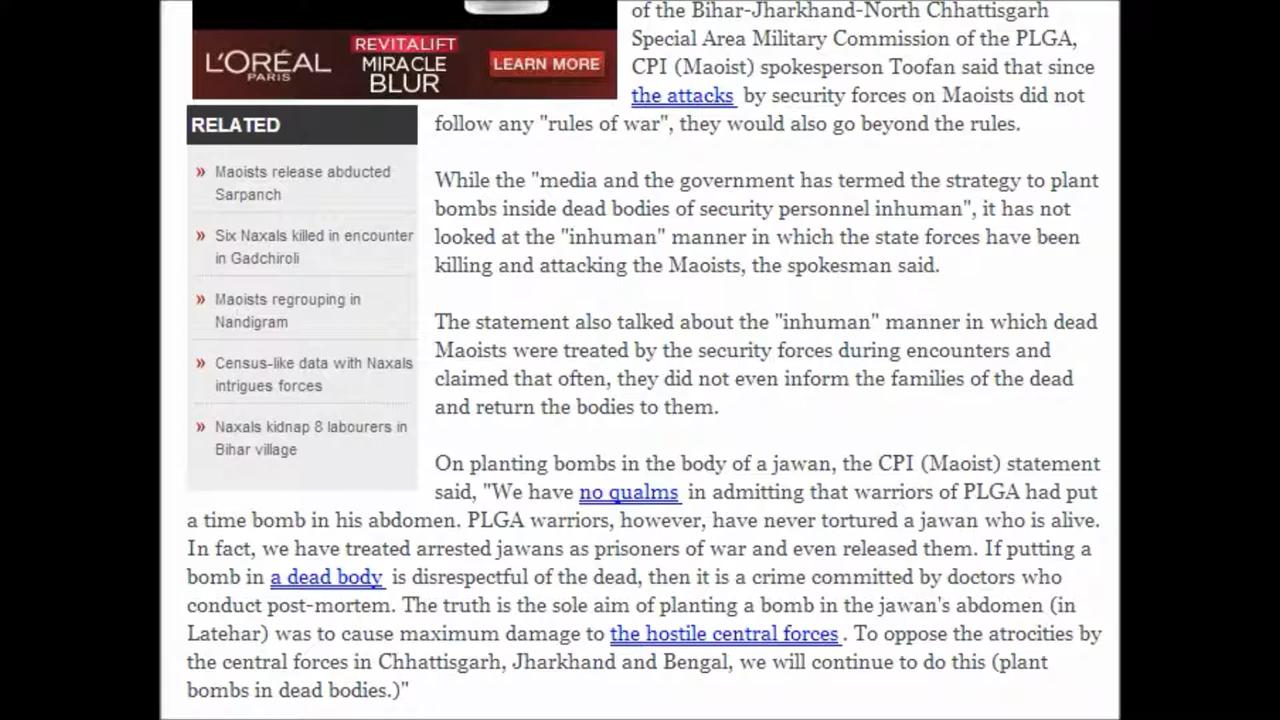 of the Bihar-Jharkhand-North Chhattisgarh
Special Area Military Commission of the PLGA,
CPI (Maoist) spokesperson Toofan said that since
the attacks by security forces on Maoists did not
follow any "rules of war", they would also go beyond the rules.
L'ORÉAL
PARIS
REVITALIFT
MIRACLE
BLUR
LEARN MORE
RELATED
» Maoists release abducted
Sarpanch
» Six Naxals killed in encounter
in Gadchiroli
» Maoists regrouping in
Nandigram
» Census-like data with Naxals
intrigues forces
» Naxals kidnap 8 labourers in
Bihar village
While the "media and the government has termed the strategy to plant
bombs inside dead bodies of security personnel inhuman", it has not
looked at the "inhuman" manner in which the state forces have been
killing and attacking the Maoists, the spokesman said.
The statement also talked about the "inhuman" manner in which dead
Maoists were treated by the security forces during encounters and
claimed that often, they did not even inform the families of the dead
and return the bodies to them.
On planting bombs in the body of a jawan, the CPI (Maoist) statement
said, "We have no qualms in admitting that warriors of PLGA had put
a time bomb in his abdomen. PLGA warriors, however, have never tortured a jawan who is alive.
In fact, we have treated arrested jawans as prisoners of war and even released them. If putting a
bomb in a dead body is disrespectful of the dead, then it is a crime committed by doctors who
conduct post-mortem. The truth is the sole aim of planting a bomb in the jawan's abdomen (in
Latehar) was to cause maximum damage to the hostile central forces. To oppose the atrocities by
the central forces in Chhattisgarh, Jharkhand and Bengal, we will continue to do this (plant
bombs in dead bodies.)"